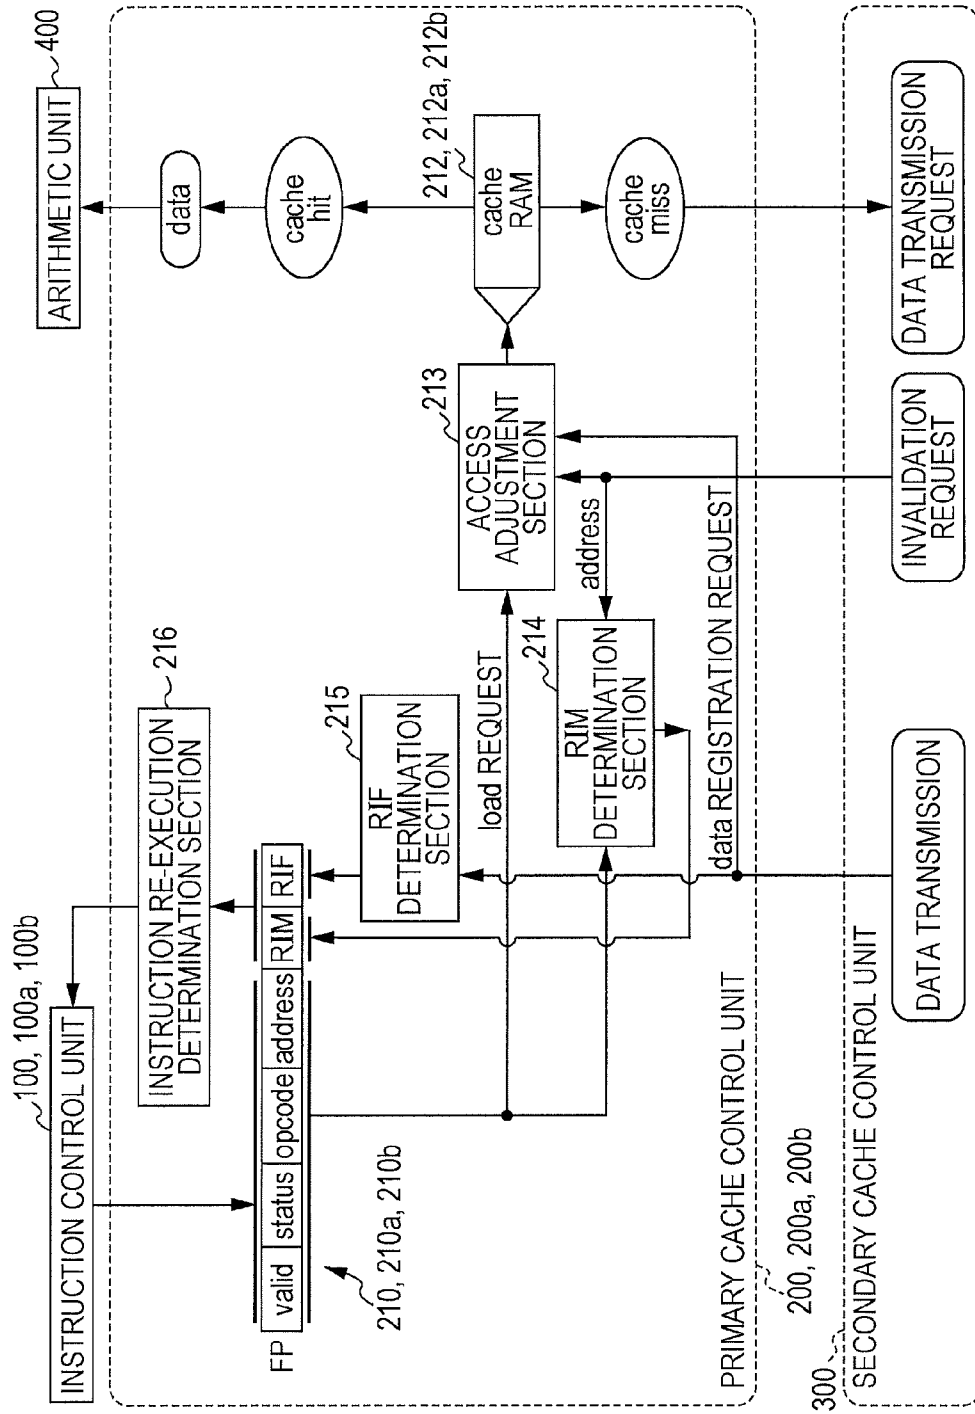 100, 100a, 100b
INSTRUCTION CONTROL UNIT
400
ARITHMETIC UNIT
216
INSTRUCTION RE-EXECUTION
DETERMINATION SECTION
data
cache
hit
FP
valid
status
opcode
address
RIM
RIF
210, 210a, 210b
215
RIF
DETERMINATION
SECTION
load REQUEST
213
ACCESS
ADJUSTMENT
SECTION
212, 212a, 212b
cache
RAM
address
214
RIM
DETERMINATION
SECTION
cache
miss
data REGISTRATION REQUEST
PRIMARY CACHE CONTROL UNIT
200, 200a, 200b
300
SECONDARY CACHE CONTROL UNIT
DATA TRANSMISSION
INVALIDATION
REQUEST
DATA TRANSMISSION
REQUEST